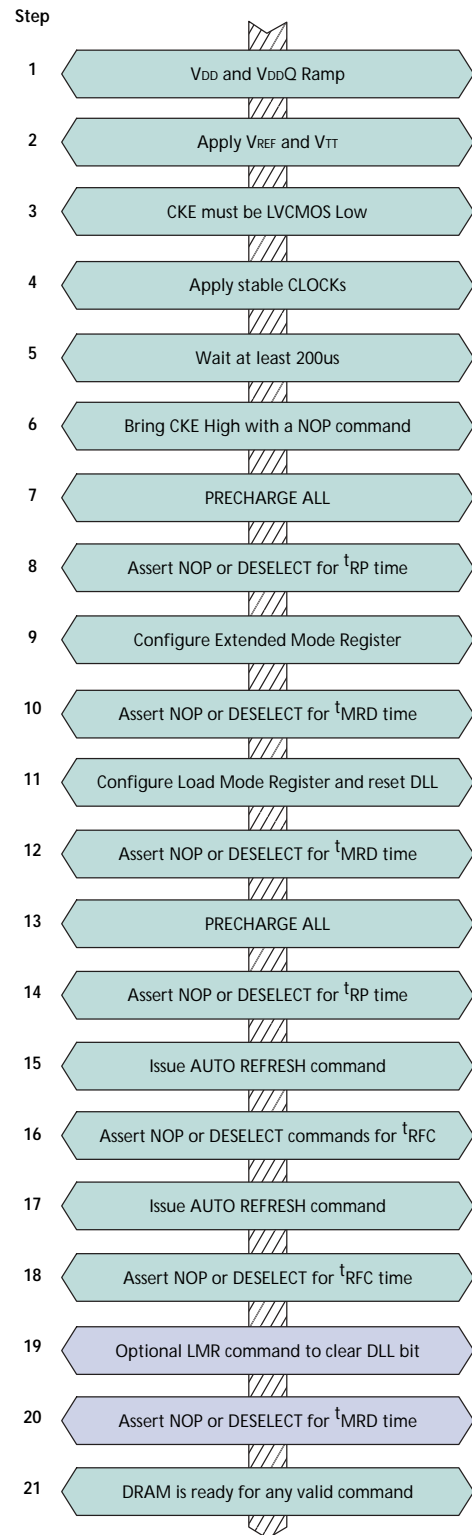 Step
1 VDD and VDDQ Ramp
2 Apply VREF and VTT
3 CKE must be LVCMOS Low
4 Apply stable CLOCKs
5 Wait at least 200us
6 Bring CKE High with a NOP command
7 PRECHARGE ALL
8 Assert NOP or DESELECT for tRP time
9 Configure Extended Mode Register
10 Assert NOP or DESELECT for tMRD time
11 Configure Load Mode Register and reset DLL
12 Assert NOP or DESELECT for tMRD time
13 PRECHARGE ALL
14 Assert NOP or DESELECT for tRP time
15 Issue AUTO REFRESH command
16 Assert NOP or DESELECT commands for tRFC
17 Issue AUTO REFRESH command
18 Assert NOP or DESELECT for tRFC time
19 Optional LMR command to clear DLL bit
20 Assert NOP or DESELECT for tMRD time
21 DRAM is ready for any valid command